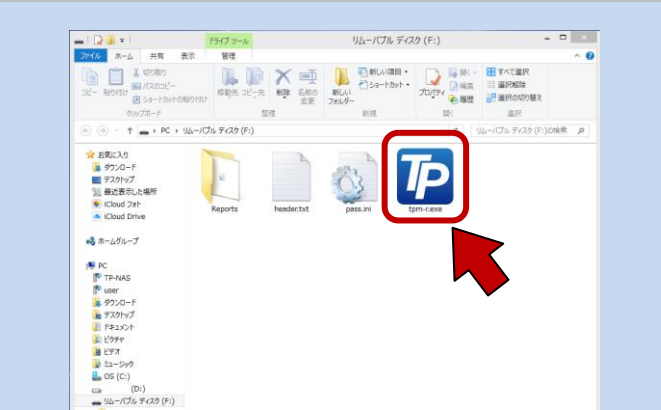 ドライブ ツール
リムーバブル ディスク (F:)
ファイル ホーム 共有 表示 管理
コピー 貼り付け
切り取り
パスのコピー
ショートカットの貼り付け
移動先 コピー先 削除 名前の変更
新しいフォルダー
新しい項目
ショートカット
プロパティ
開く
編集
履歴
すべて選択
選択解除
選択の切り替え
クリップボード 整理 新規 開く 選択
PC リムーバブル ディスク (F:)
リムーバブル ディスク (F:)の検索
お気に入り
ダウンロード
デスクトップ
最近表示した場所
iCloud フォト
iCloud Drive
ホームグループ
PC
TP-NAS
user
ダウンロード
デスクトップ
ドキュメント
ピクチャ
ビデオ
ミュージック
OS (C:)
(D:)
リムーバブル ディスク (F:)
TP
Reports header.txt pass.ini tpm-r.exe